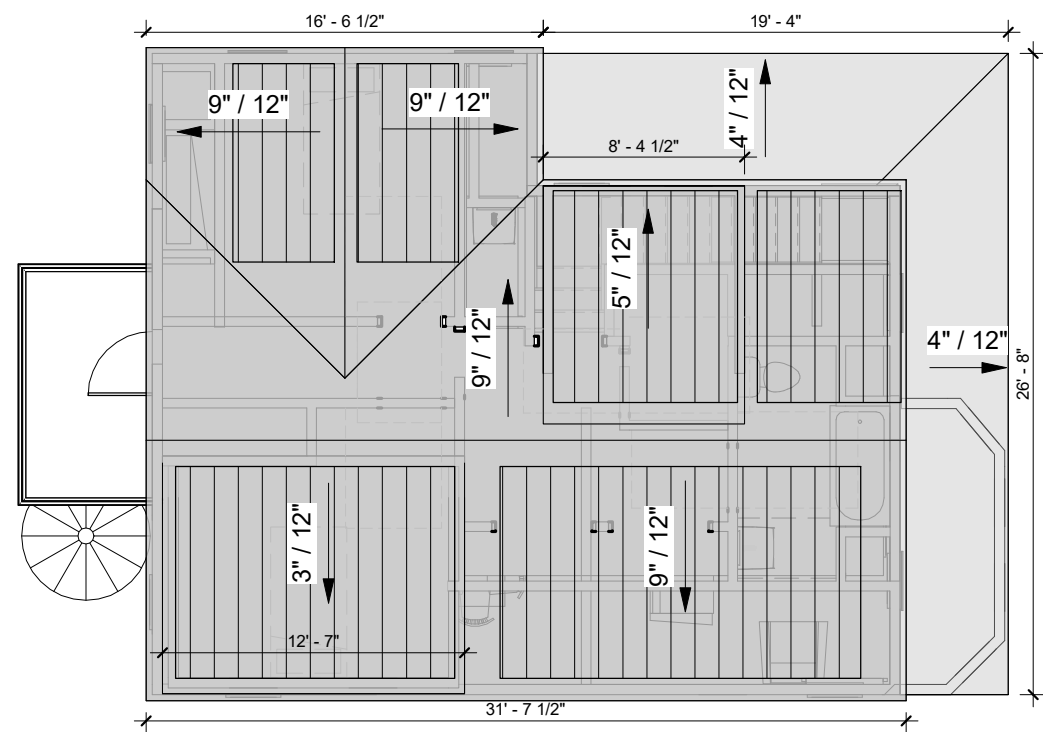 16' - 6 1/2"
19' - 4"
9" / 12"
9" / 12"
4" / 12"
8' - 4 1/2"
5" / 12"
9" / 12"
4" / 12"
26' - 8"
3" / 12"
9" / 12"
12' - 7"
31' - 7 1/2"